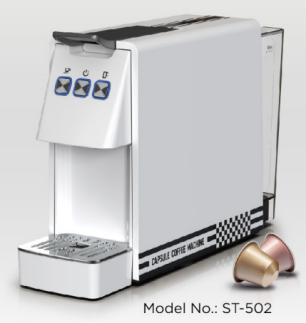 CAPSULE COFFEE MACHINE
Model No.: ST-502